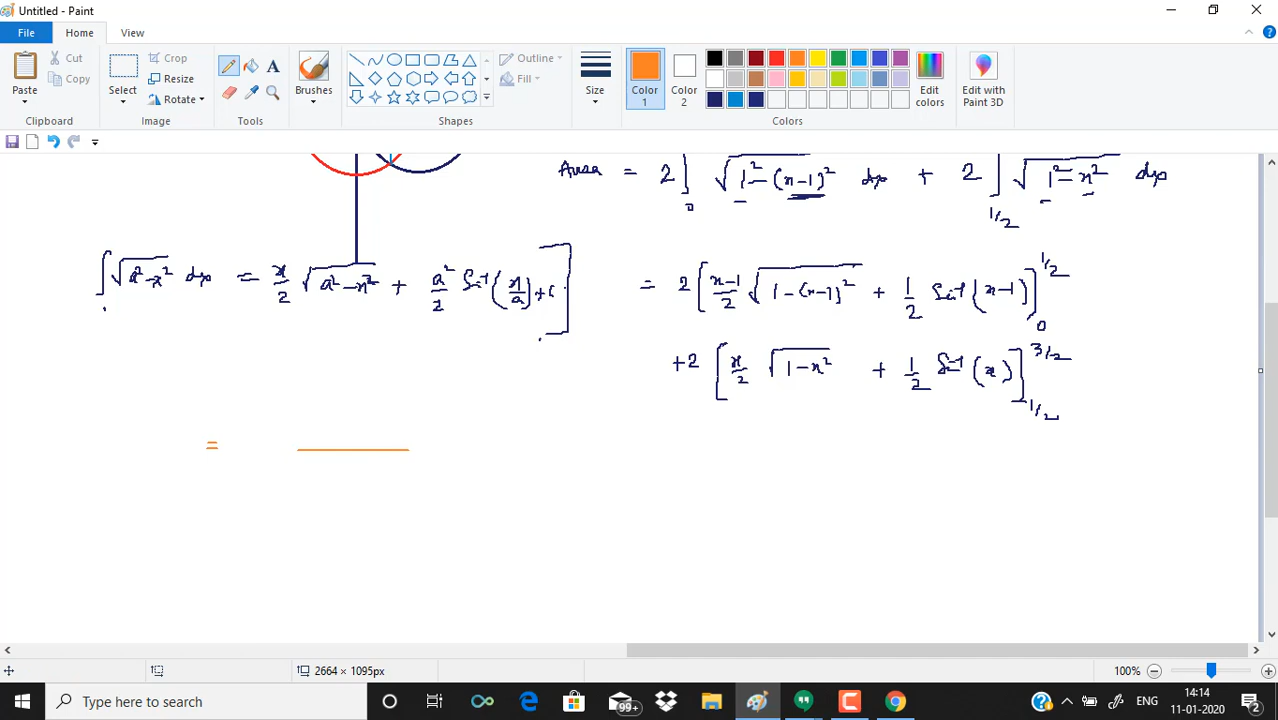 Untitled - Paint
File Home View
Paste Cut Copy
Clipboard
Select Crop Resize Rotate
Image
A
Tools
Brushes
Outline Fill
Shapes
Size
Color 1
Color 2
Edit colors
Edit with Paint 3D
Colors
Area = 2 ∫₀ √(1² - (x-1)²) dx + 2 ∫_{1/2} √(1² - x²) dx
∫ √(a²-x²) dx = x/2 √(a²-x²) + a²/2 Sin⁻¹(x/a) + c ]
= 2 [ (x-1)/2 √(1-(x-1)²) + 1/2 Sin⁻¹(x-1) ]₀^{1/2}
+2 [ x/2 √(1-x²) + 1/2 Sin⁻¹(x) ]_{1/2}^{3/2}
=
2664 × 1095px
100%
Type here to search
99+
ENG
14:14
11-01-2020
2